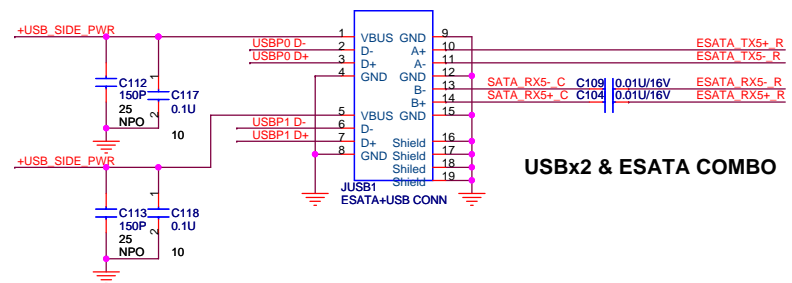 +USB_SIDE_PWR
USBP0 D-
USBP0 D+
C112
150P
25
NPO
1
2
C117
0.1U
10
USBP1 D-
USBP1 D+
+USB_SIDE_PWR
C113
150P
25
NPO
1
2
C118
0.1U
10
1 VBUS GND 9
2 D- A+ 10
3 D+ A- 11
4 GND GND 12
B- 13
B+ 14
5 VBUS GND 15
6 D-
7 D+ Shield 16
8 GND Shield 17
Shiled 18
Shield 19
JUSB1
ESATA+USB CONN
ESATA_TX5+_R
ESATA_TX5-_R
SATA_RX5-_C C109 0.01U/16V ESATA_RX5-_R
SATA_RX5+_C C104 0.01U/16V ESATA_RX5+_R
USBx2 & ESATA COMBO